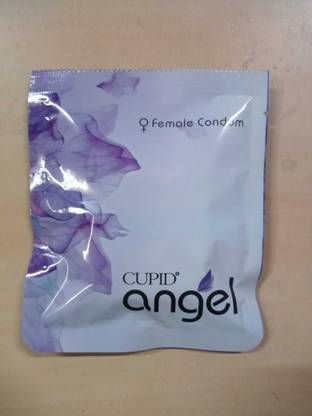 ♀ Female Condom
CUPID®
angel